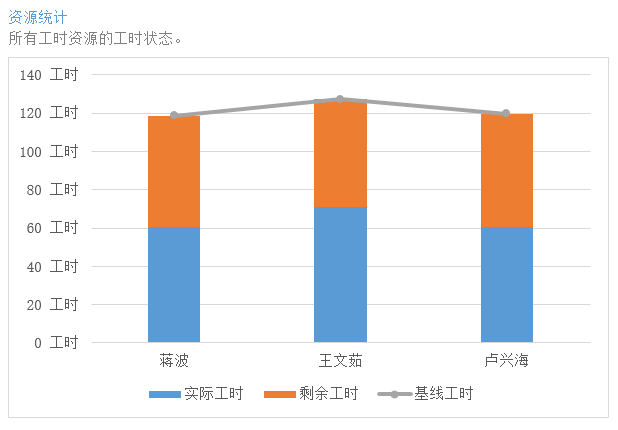 资源统计
所有工时资源的工时状态。
140 工时
120 工时
100 工时
80 工时
60 工时
40 工时
20 工时
0 工时
蒋波 王文茹 卢兴海
实际工时 剩余工时 基线工时